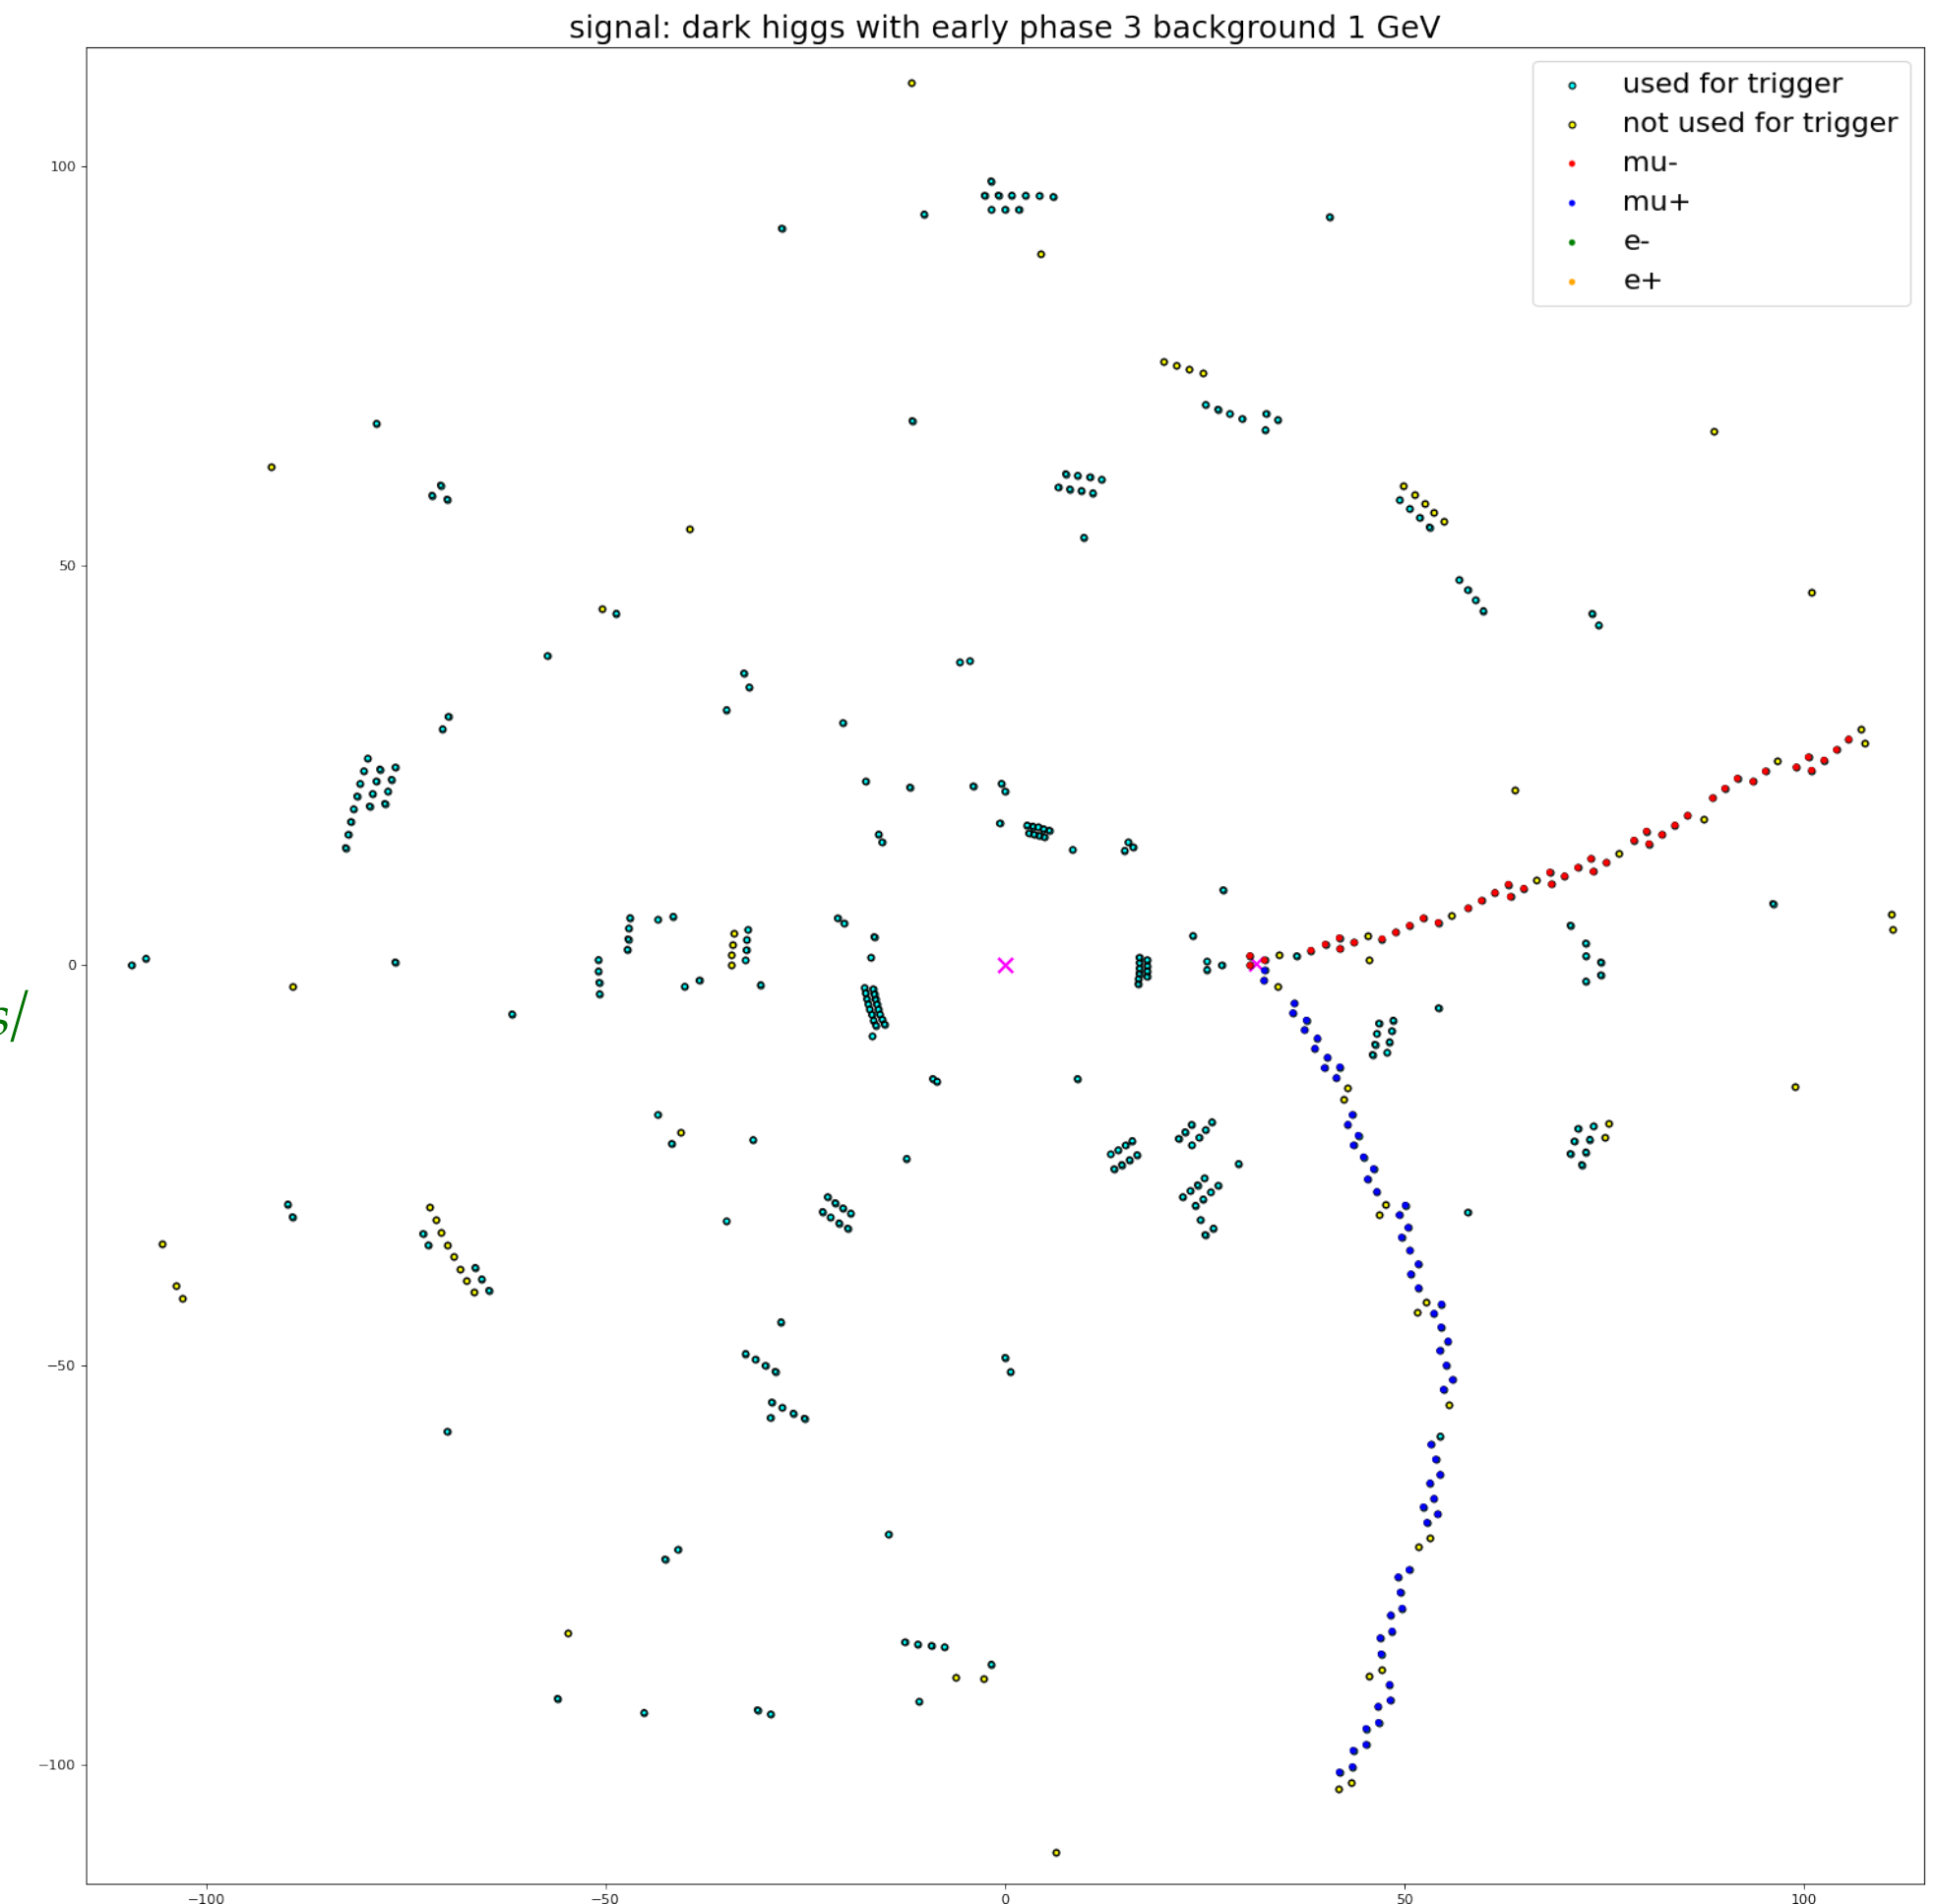 signal: dark higgs with early phase 3 background 1 GeV
used for trigger
not used for trigger
mu-
mu+
e-
e+
100
50
0
−50
−100
s/
−100
−50
0
50
100